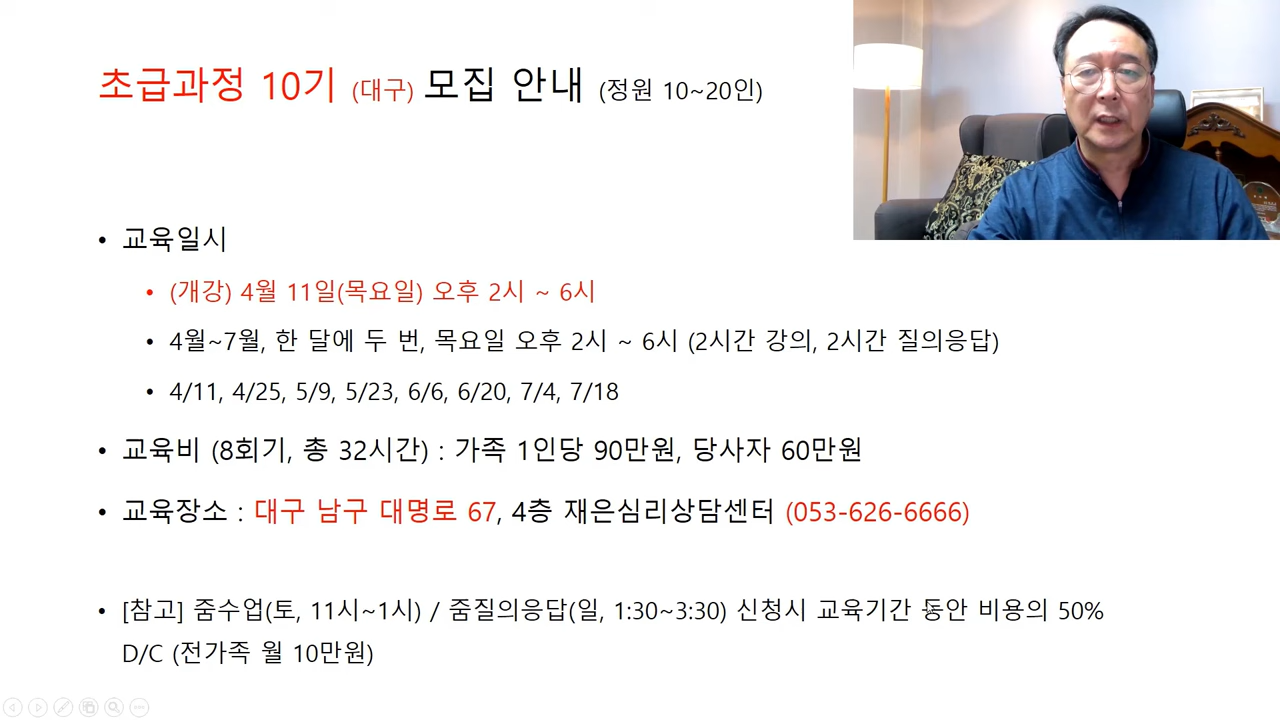 초급과정 10기 (대구) 모집 안내 (정원 10~20인)
• 교육일시
• (개강) 4월 11일(목요일) 오후 2시 ~ 6시
• 4월~7월, 한 달에 두 번, 목요일 오후 2시 ~ 6시 (2시간 강의, 2시간 질의응답)
• 4/11, 4/25, 5/9, 5/23, 6/6, 6/20, 7/4, 7/18
• 교육비 (8회기, 총 32시간) : 가족 1인당 90만원, 당사자 60만원
• 교육장소 : 대구 남구 대명로 67, 4층 재은심리상담센터 (053-626-6666)
• [참고] 줌수업(토, 11시~1시) / 줌질의응답(일, 1:30~3:30) 신청시 교육기간 동안 비용의 50%
D/C (전가족 월 10만원)